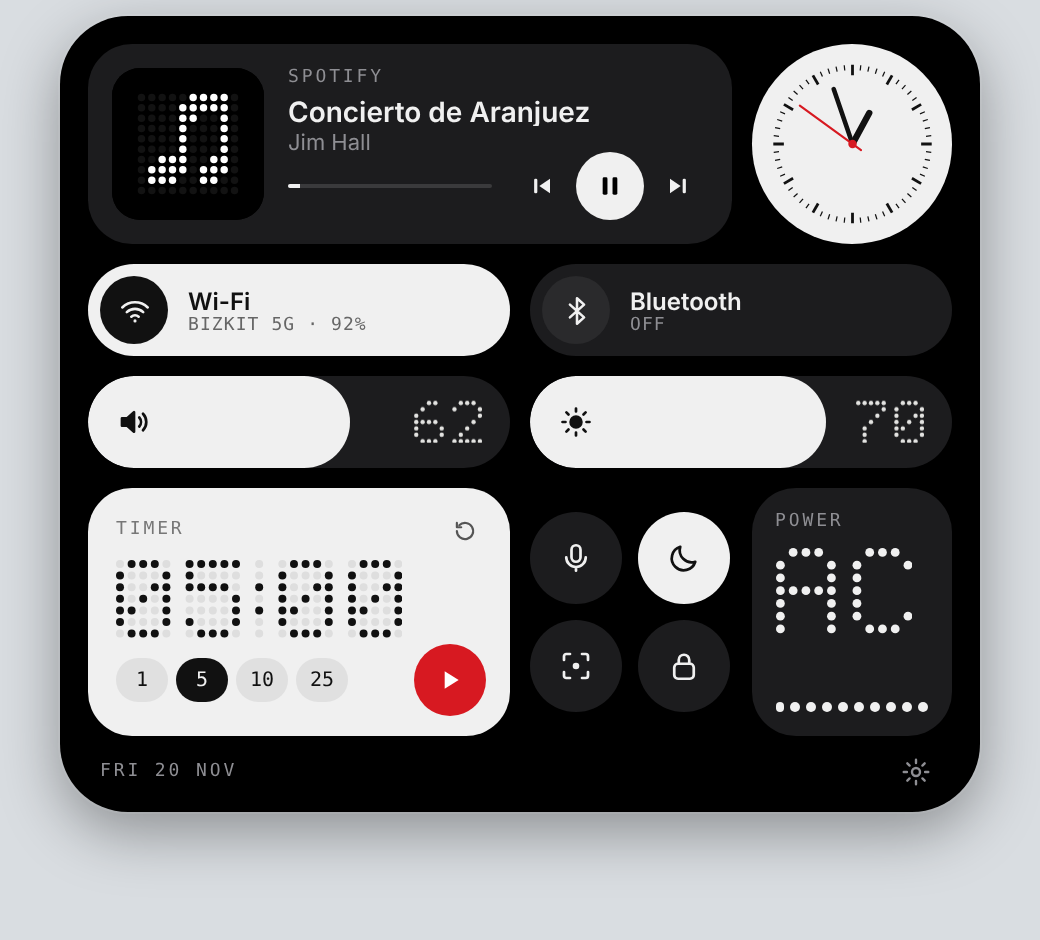 SPOTIFY
Concierto de Aranjuez
Jim Hall
Wi-Fi
BIZKIT 5G · 92%
Bluetooth
OFF
62
70
TIMER
05:00
1 5 10 25
POWER
AC
FRI 20 NOV